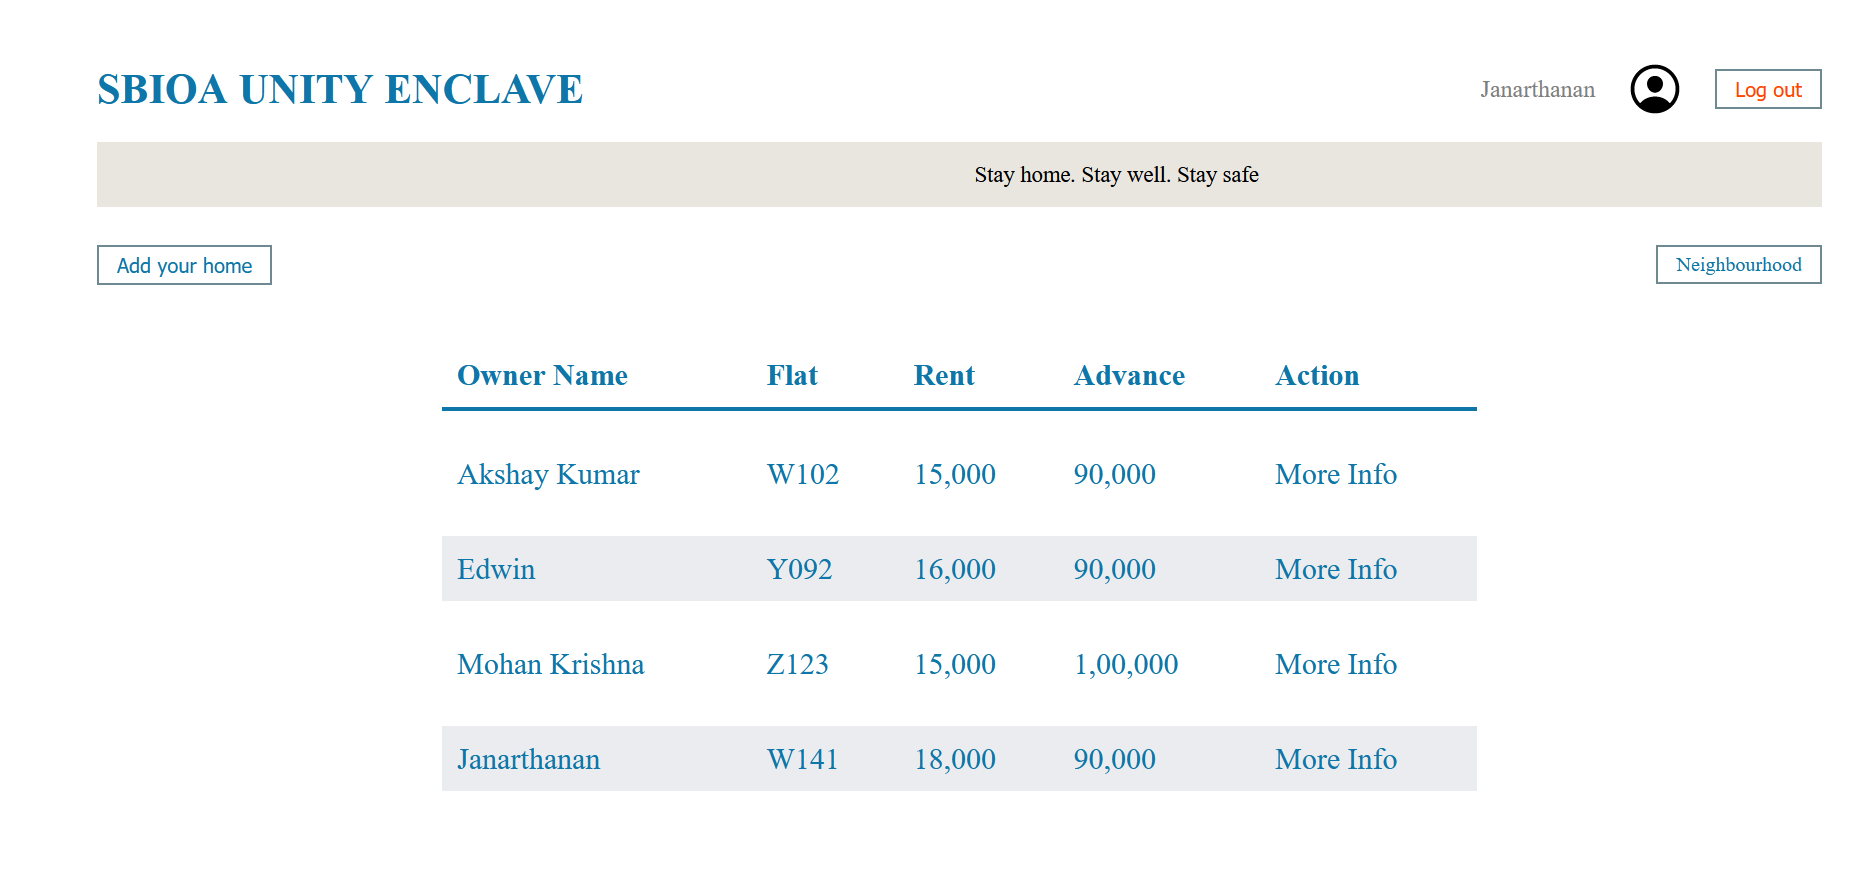 SBIOA UNITY ENCLAVE
Janarthanan
Log out
Stay home. Stay well. Stay safe
Add your home
Neighbourhood
Owner Name Flat Rent Advance Action
Akshay Kumar W102 15,000 90,000 More Info
Edwin Y092 16,000 90,000 More Info
Mohan Krishna Z123 15,000 1,00,000 More Info
Janarthanan W141 18,000 90,000 More Info